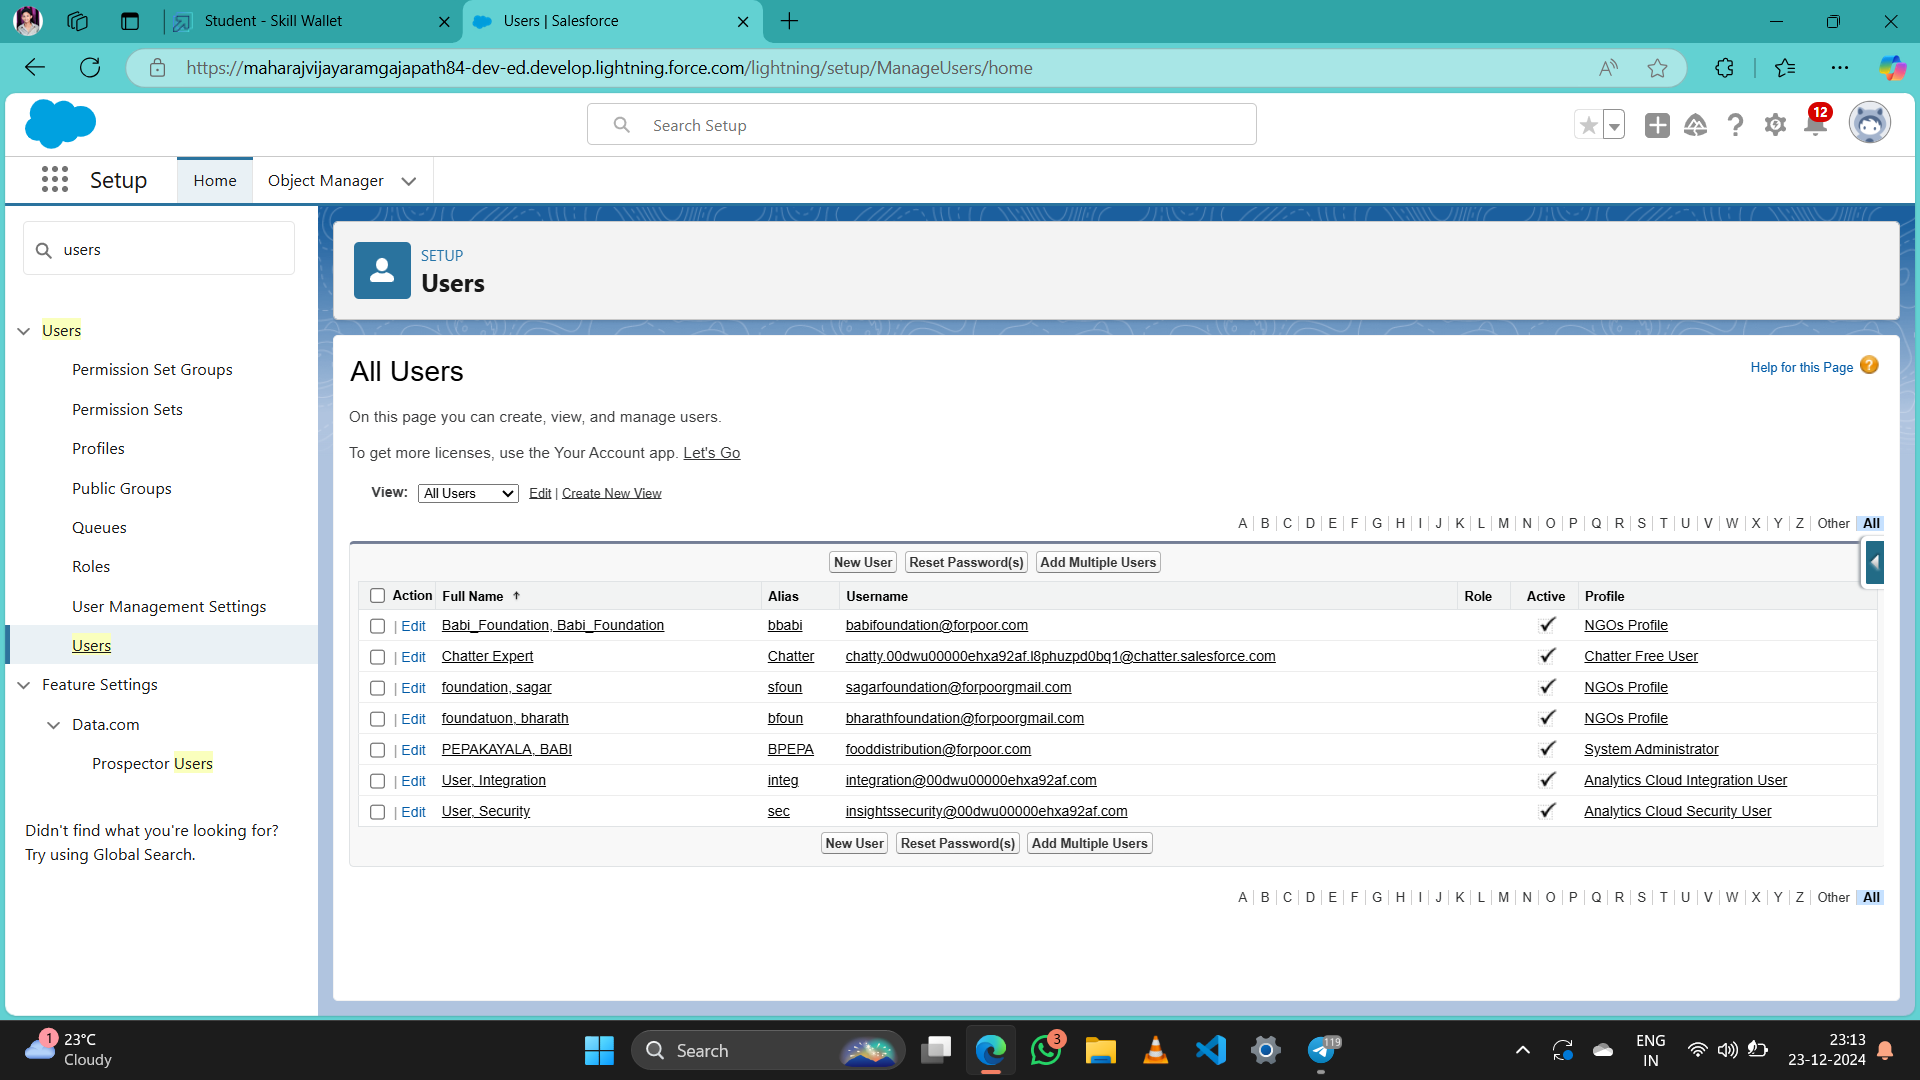 Student - Skill Wallet
Users | Salesforce
https://maharajvijayaramgajapath84-dev-ed.develop.lightning.force.com/lightning/setup/ManageUsers/home
Search Setup
12
Setup
Home
Object Manager
users
SETUP
Users
Users
Permission Set Groups
Permission Sets
Profiles
Public Groups
Queues
Roles
User Management Settings
Users
Feature Settings
Data.com
Prospector Users
Didn't find what you're looking for?
Try using Global Search.
All Users
Help for this Page ?
On this page you can create, view, and manage users.
To get more licenses, use the Your Account app. Let's Go
View: All Users Edit | Create New View
A | B | C | D | E | F | G | H | I | J | K | L | M | N | O | P | Q | R | S | T | U | V | W | X | Y | Z | Other | All
New User Reset Password(s) Add Multiple Users
Action Full Name ↑ Alias Username Role Active Profile
| Edit Babi_Foundation, Babi_Foundation bbabi babifoundation@forpoor.com ✓ NGOs Profile
| Edit Chatter Expert Chatter chatty.00dwu00000ehxa92af.l8phuzpd0bq1@chatter.salesforce.com ✓ Chatter Free User
| Edit foundation, sagar sfoun sagarfoundation@forpoorgmail.com ✓ NGOs Profile
| Edit foundatuon, bharath bfoun bharathfoundation@forpoorgmail.com ✓ NGOs Profile
| Edit PEPAKAYALA, BABI BPEPA fooddistribution@forpoor.com ✓ System Administrator
| Edit User, Integration integ integration@00dwu00000ehxa92af.com ✓ Analytics Cloud Integration User
| Edit User, Security sec insightssecurity@00dwu00000ehxa92af.com ✓ Analytics Cloud Security User
New User Reset Password(s) Add Multiple Users
A | B | C | D | E | F | G | H | I | J | K | L | M | N | O | P | Q | R | S | T | U | V | W | X | Y | Z | Other | All
1
23°C
Cloudy
Search
3
119
ENG
IN
23:13
23-12-2024